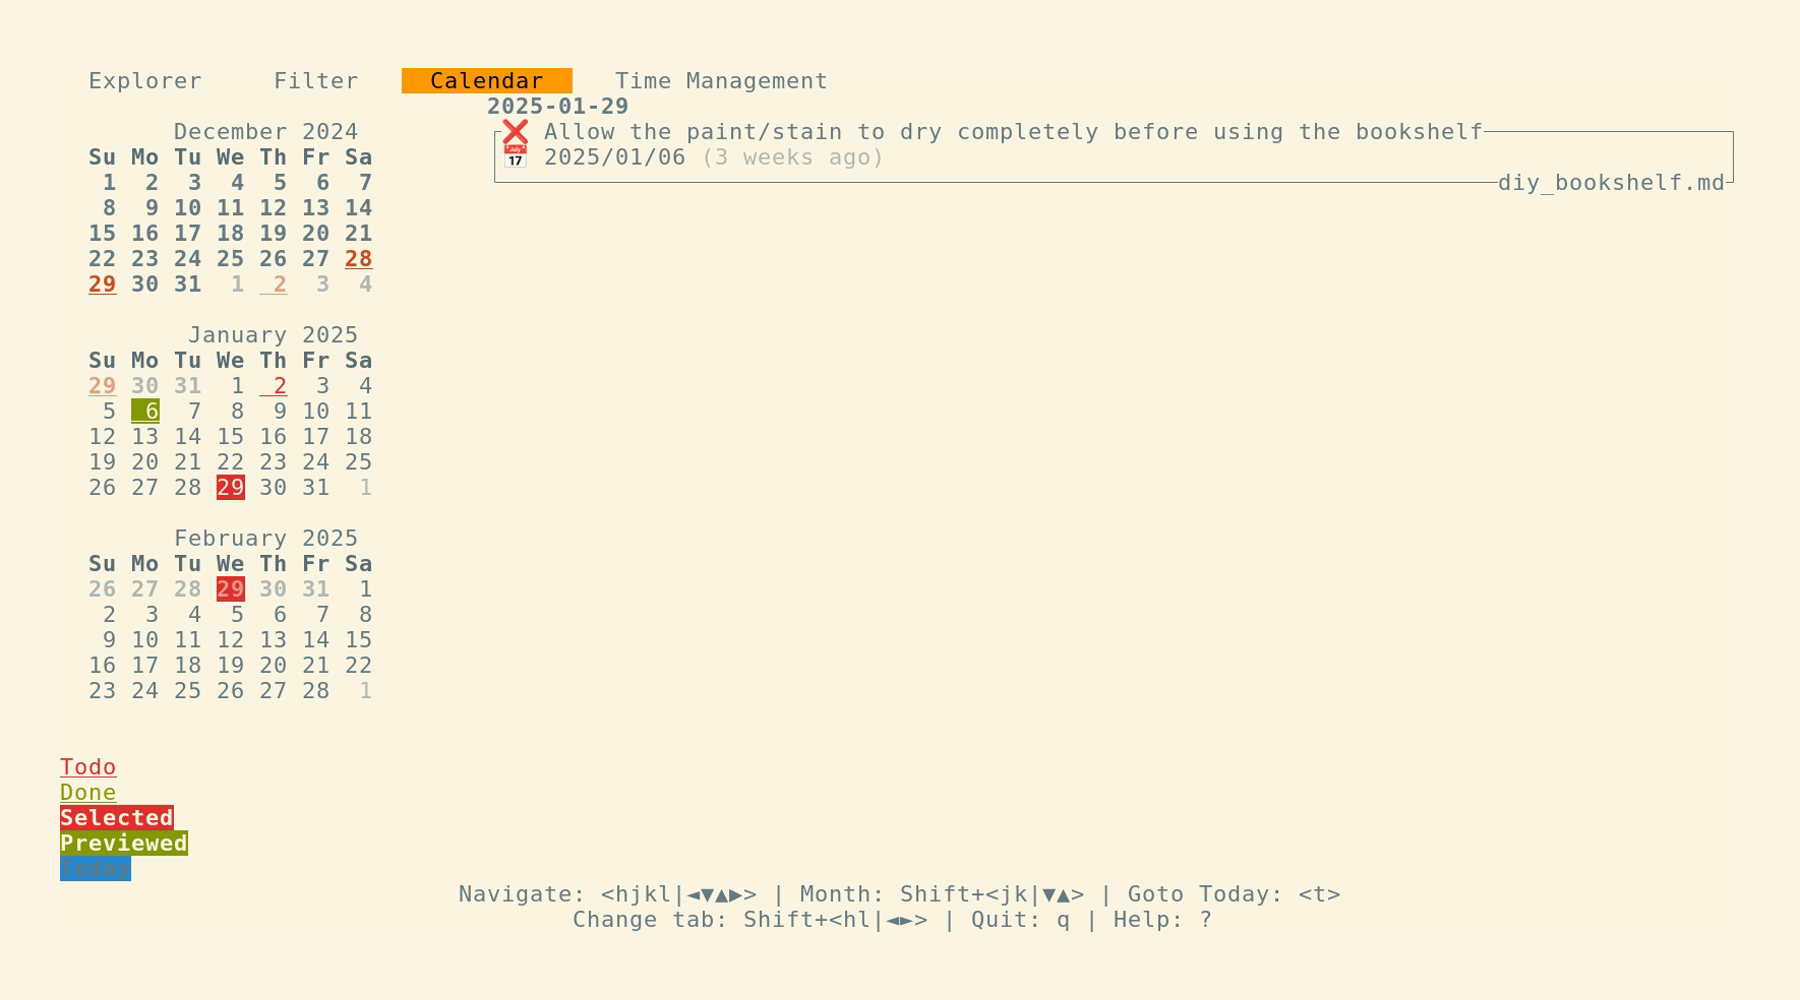 Explorer Filter Calendar Time Management
2025-01-29
❌ Allow the paint/stain to dry completely before using the bookshelf
📅 2025/01/06 (3 weeks ago)
diy_bookshelf.md
December 2024
Su Mo Tu We Th Fr Sa
1 2 3 4 5 6 7
8 9 10 11 12 13 14
15 16 17 18 19 20 21
22 23 24 25 26 27 28
29 30 31 1 2 3 4
January 2025
Su Mo Tu We Th Fr Sa
29 30 31 1 2 3 4
5 6 7 8 9 10 11
12 13 14 15 16 17 18
19 20 21 22 23 24 25
26 27 28 29 30 31 1
February 2025
Su Mo Tu We Th Fr Sa
26 27 28 29 30 31 1
2 3 4 5 6 7 8
9 10 11 12 13 14 15
16 17 18 19 20 21 22
23 24 25 26 27 28 1
Todo
Done
Selected
Previewed
Today
Navigate: <hjkl|◄▼▲▶> | Month: Shift+<jk|▼▲> | Goto Today: <t>
Change tab: Shift+<hl|◄►> | Quit: q | Help: ?